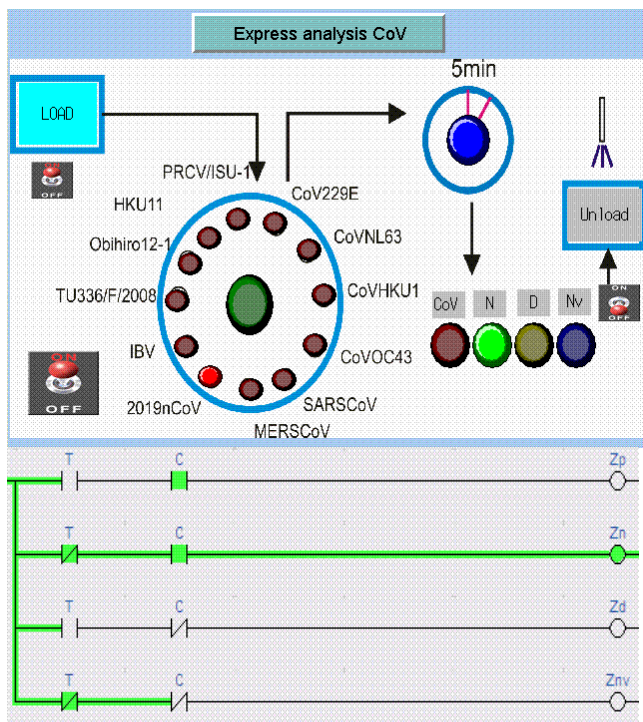 Express analysis CoV
5min
LOAD
PRCV/ISU-1
CoV229E
HKU11
CoVNL63
Unload
Obihiro12-1
TU336/F/2008
CoVHKU1
ON
OFF
CoV N D Nv
ON
OFF
IBV
CoVOC43
ON
OFF
2019nCoV
SARSCoV
MERSCoV
T C Zp
T C Zn
T C Zd
T C Znv